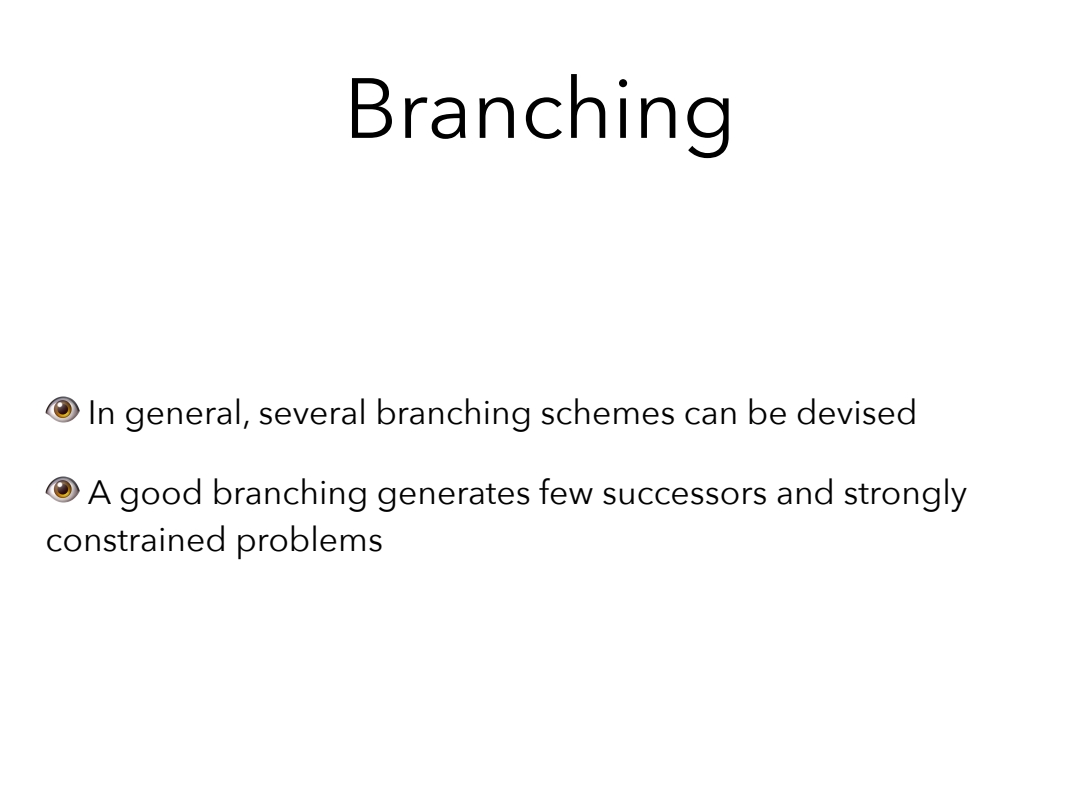 Branching
👁 In general, several branching schemes can be devised
👁 A good branching generates few successors and strongly
constrained problems